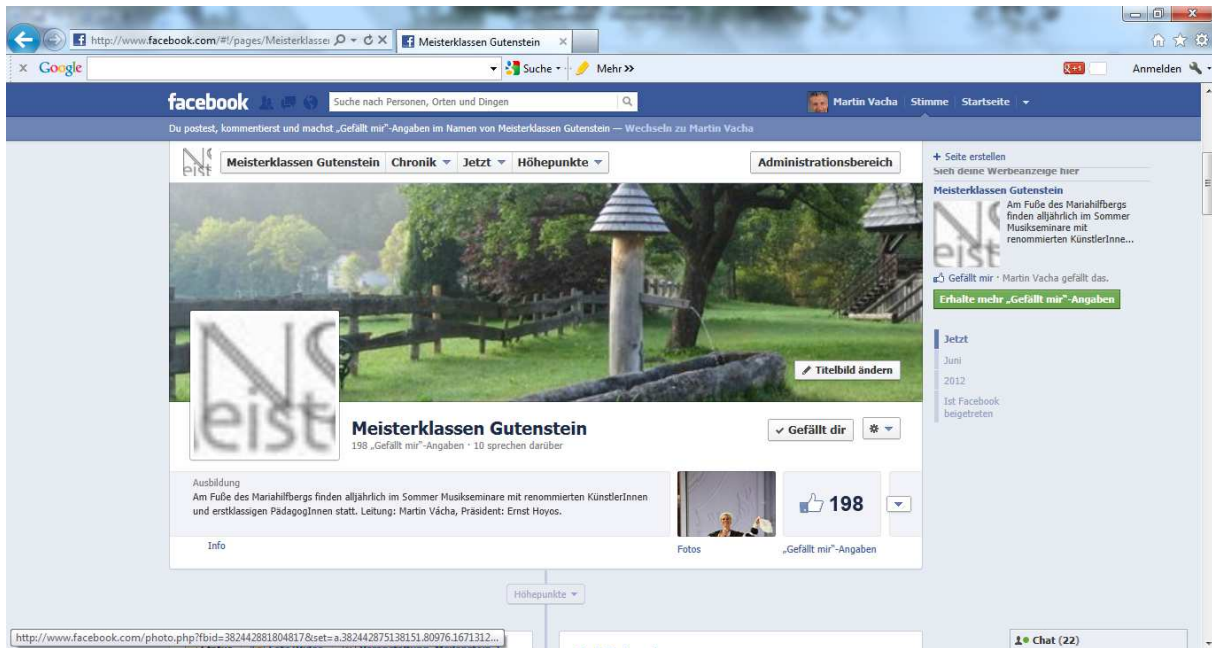 http://www.facebook.com/#!/pages/Meisterklassen
Meisterklassen Gutenstein
Google
Suche
Mehr »
Anmelden
facebook
Suche nach Personen, Orten und Dingen
Martin Vacha
Stimme
Startseite
Du postest, kommentierst und machst „Gefällt mir“-Angaben im Namen von Meisterklassen Gutenstein — Wechseln zu Martin Vacha
Meisterklassen Gutenstein
Chronik
Jetzt
Höhepunkte
Administrationsbereich
Titelbild ändern
eist
Meisterklassen Gutenstein
198 „Gefällt mir“-Angaben · 10 sprechen darüber
Gefällt dir
Ausbildung
Am Fuße des Mariahilfbergs finden alljährlich im Sommer Musikseminare mit renommierten KünstlerInnen
und erstklassigen PädagogInnen statt. Leitung: Martin Vácha, Präsident: Ernst Hoyos.
Info
Fotos
198
„Gefällt mir“-Angaben
Höhepunkte
+ Seite erstellen
Sieh deine Werbeanzeige hier
Meisterklassen Gutenstein
Am Fuße des Mariahilfbergs
finden alljährlich im Sommer
Musikseminare mit
renommierten KünstlerInne...
Gefällt mir · Martin Vacha gefällt das.
Erhalte mehr „Gefällt mir“-Angaben
Jetzt
Juni
2012
Ist Facebook
beigetreten
http://www.facebook.com/photo.php?fbid=382442881804817&set=a.382442875138151.80976.1671312...
Chat (22)